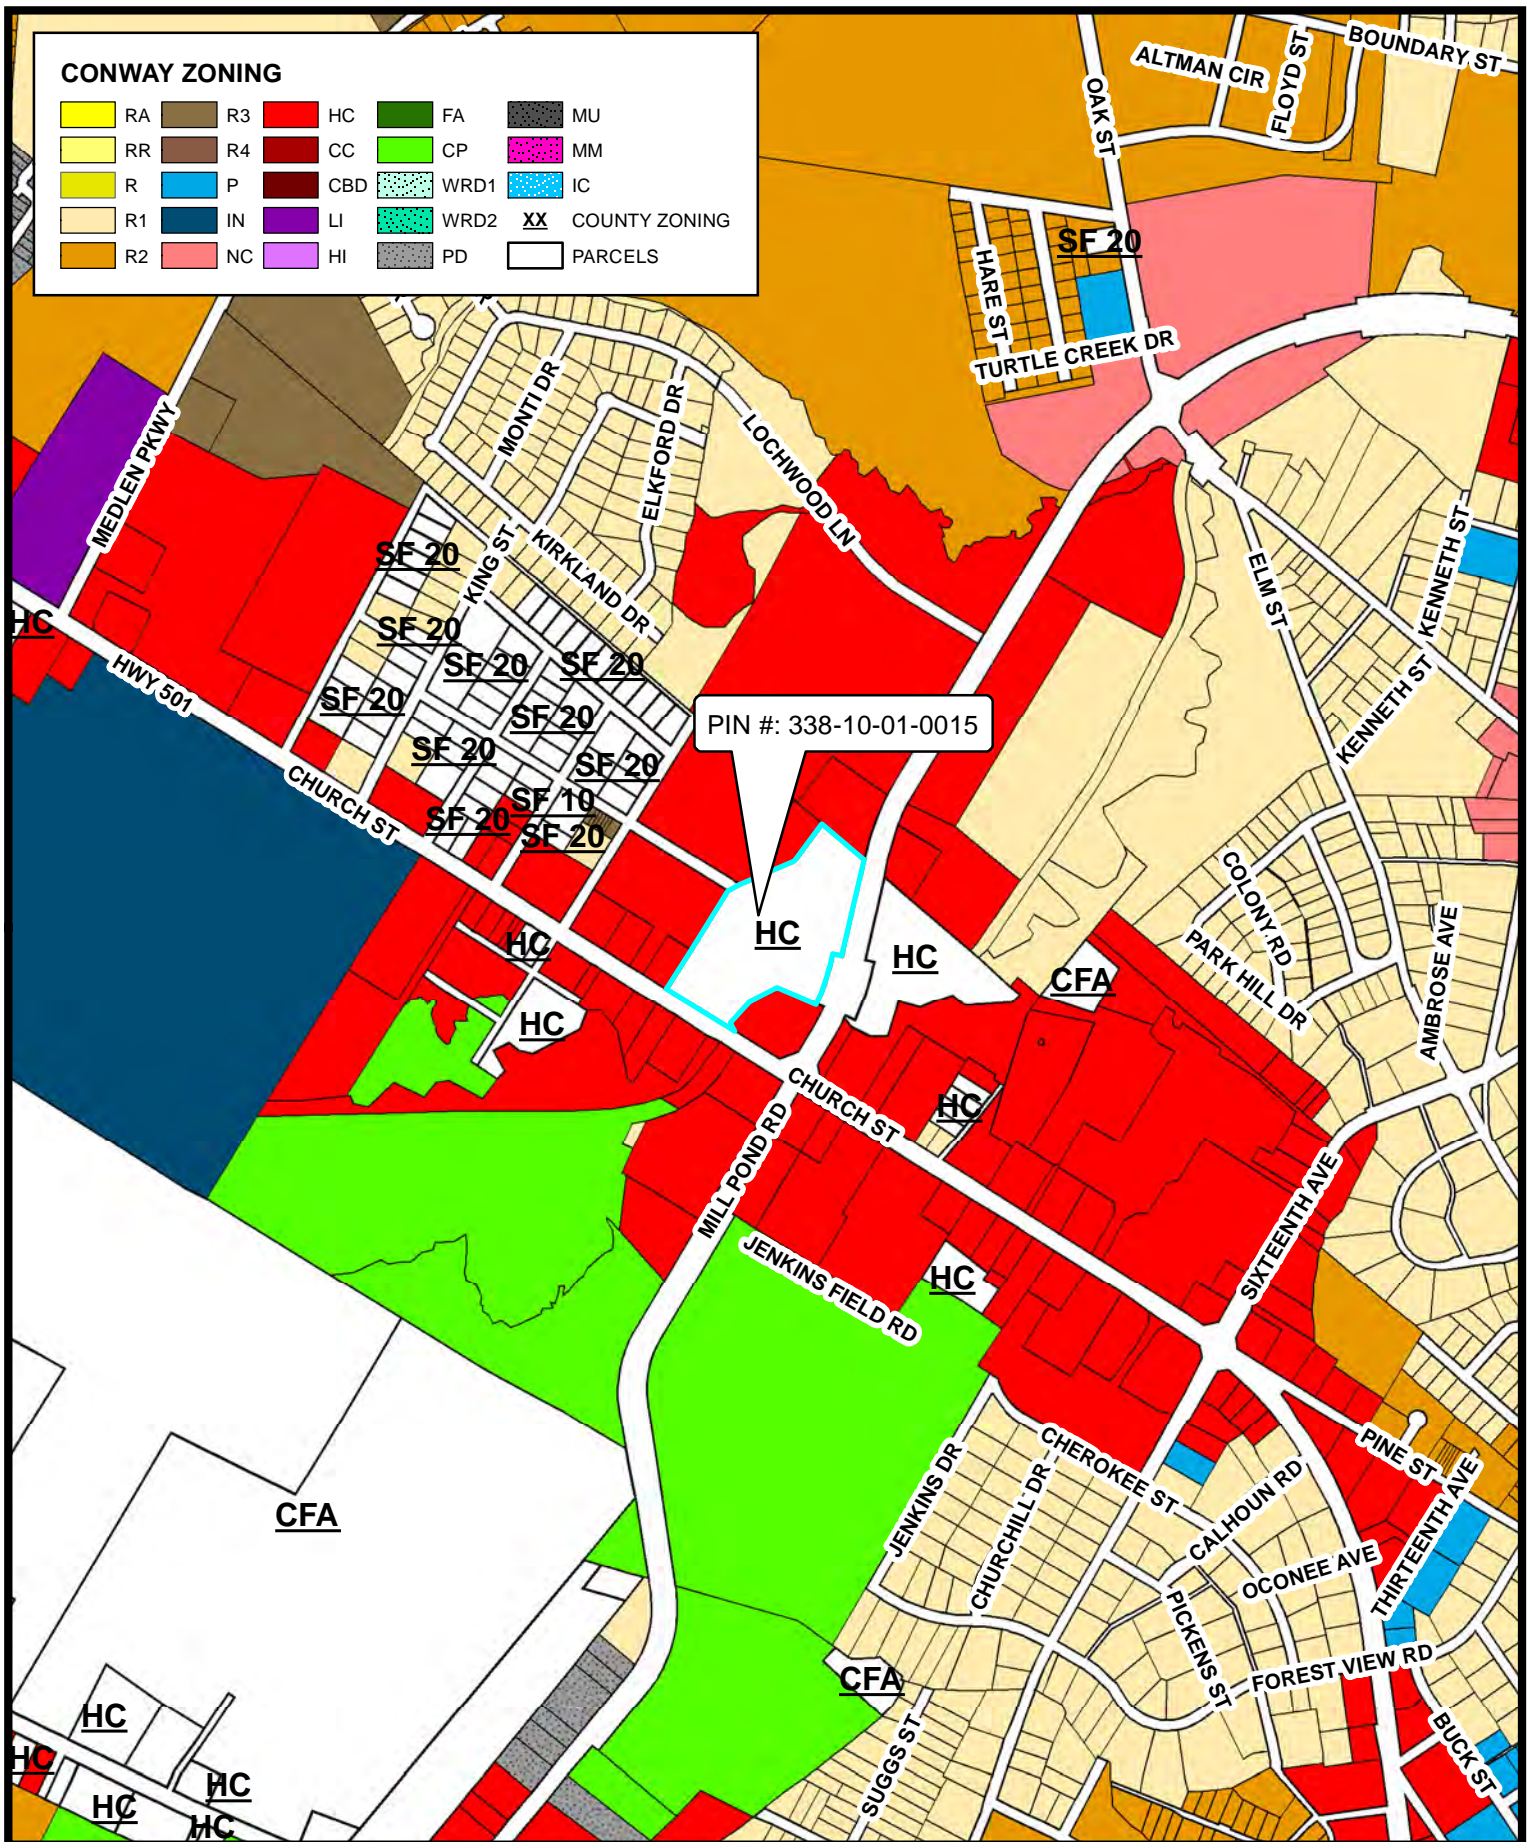 CONWAY ZONING
RA R3 HC FA MU
RR R4 CC CP MM
R P CBD WRD1 IC
R1 IN LI WRD2 XX COUNTY ZONING
R2 NC HI PD PARCELS
ALTMAN CIR
FLOYD ST
BOUNDARY ST
OAK ST
SF 20
HARE ST
TURTLE CREEK DR
MONTI DR
ELKFORD DR
LOCHWOOD LN
MEDLEN PKWY
SF 20
KING ST
KIRKLAND DR
ELM ST
KENNETH ST
HC
SF 20
SF 20
SF 20
HWY 501
SF 20
SF 20
KENNETH ST
PIN #: 338-10-01-0015
SF 20
SF 20
CHURCH ST
SF 10
SF 20
SF 20
COLONY RD
PARK HILL DR
AMBROSE AVE
HC
HC
HC
CFA
HC
CHURCH ST
HC
MILL POND RD
SIXTEENTH AVE
JENKINS FIELD RD
HC
CFA
JENKINS DR
CHURCHILL DR
CHEROKEE ST
CALHOUN RD
PINE ST
THIRTEENTH AVE
OCONEE AVE
PICKENS ST
FOREST VIEW RD
CFA
SUGGS ST
BUCK ST
HC
HC
HC
HC
HC